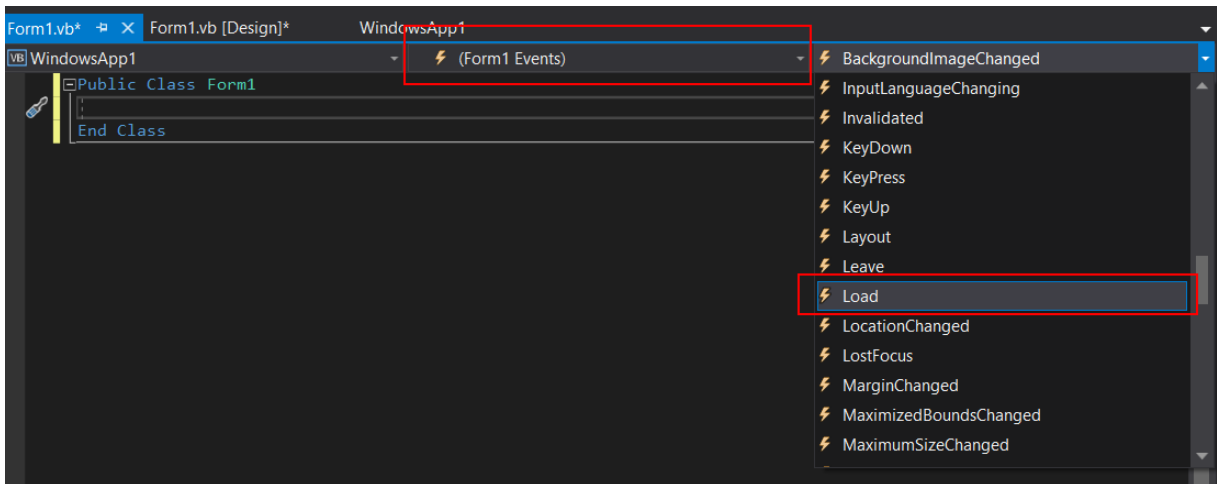 Form1.vb* Form1.vb [Design]* WindowsApp1
VB WindowsApp1 (Form1 Events) BackgroundImageChanged
Public Class Form1
End Class
InputLanguageChanging
Invalidated
KeyDown
KeyPress
KeyUp
Layout
Leave
Load
LocationChanged
LostFocus
MarginChanged
MaximizedBoundsChanged
MaximumSizeChanged